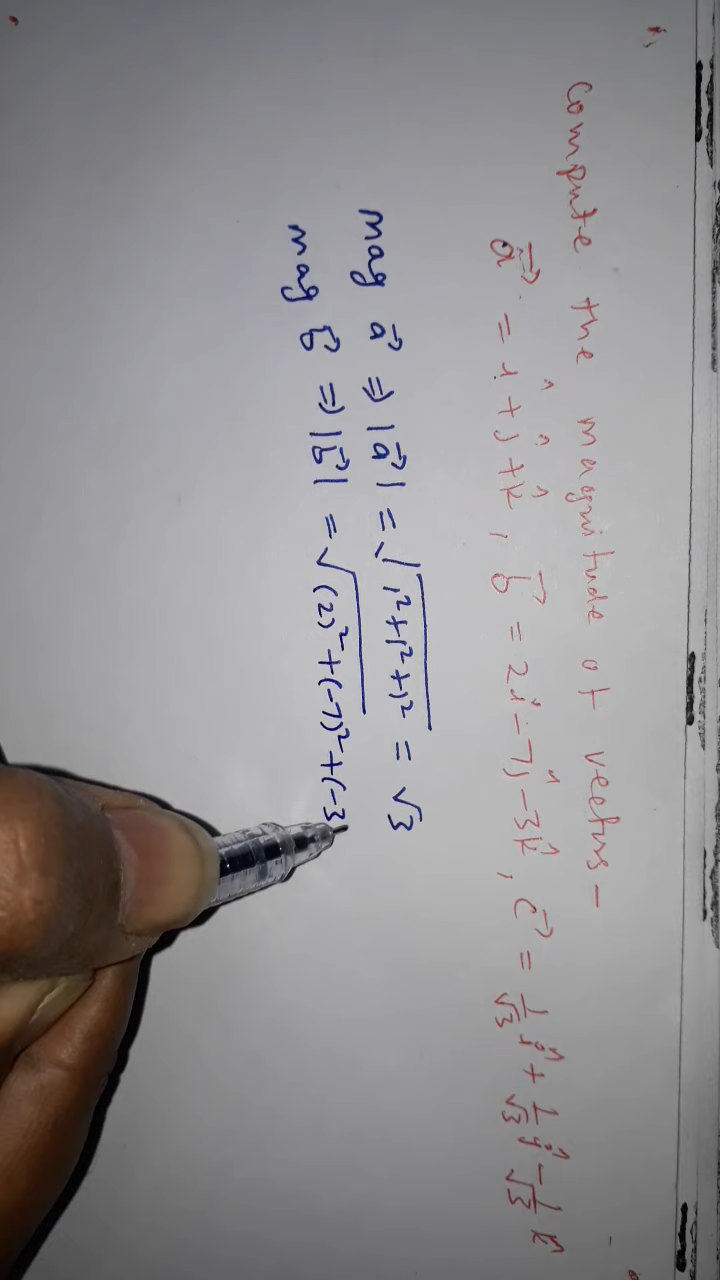 Compute the magnitude of vectors –
a⃗ = î + ĵ + k̂, b⃗ = 2î – 7ĵ – 3k̂, c⃗ = 1/√3 î + 1/√3 ĵ – 1/√3 k̂
mag a⃗ ⇒ |a⃗| = √(1²+1²+1²) = √3
mag b⃗ ⇒ |b⃗| = √((2)²+(-7)²+(-3